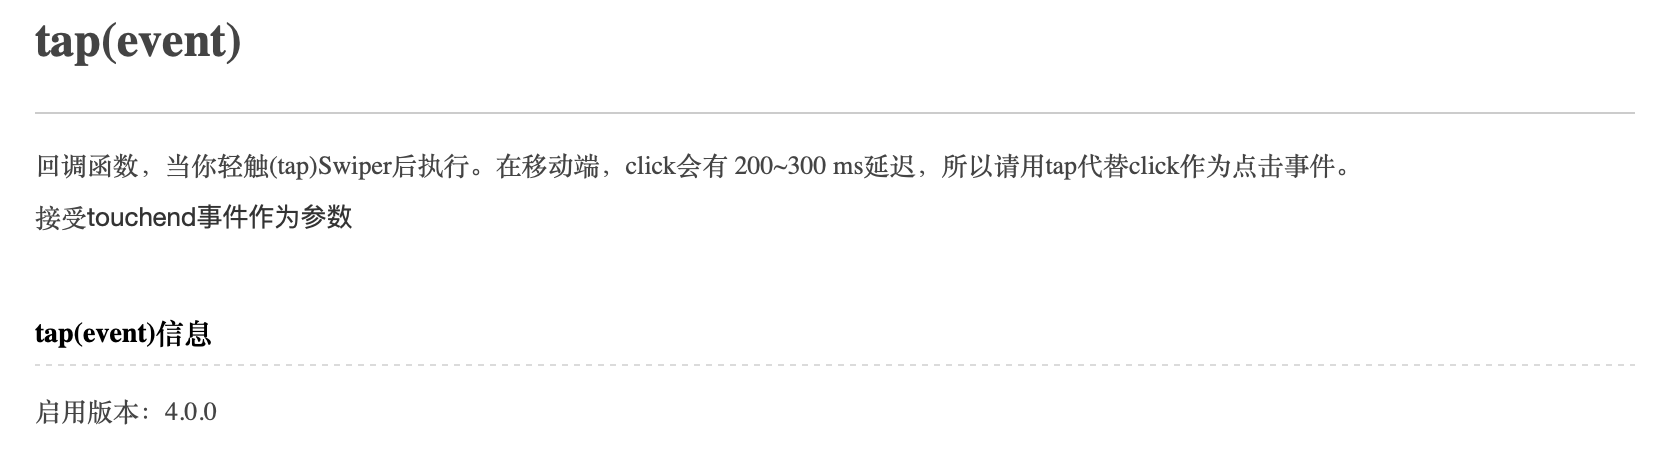 tap(event)
回调函数，当你轻触(tap)Swiper后执行。在移动端，click会有 200~300 ms延迟，所以请用tap代替click作为点击事件。
接受touchend事件作为参数
tap(event)信息
启用版本：4.0.0